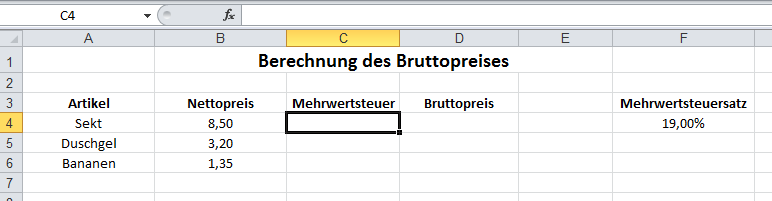 C4 fx
A B C D E F
1 Berechnung des Bruttopreises
2
3 Artikel Nettopreis Mehrwertsteuer Bruttopreis Mehrwertsteuersatz
4 Sekt 8,50 19,00%
5 Duschgel 3,20
6 Bananen 1,35
7